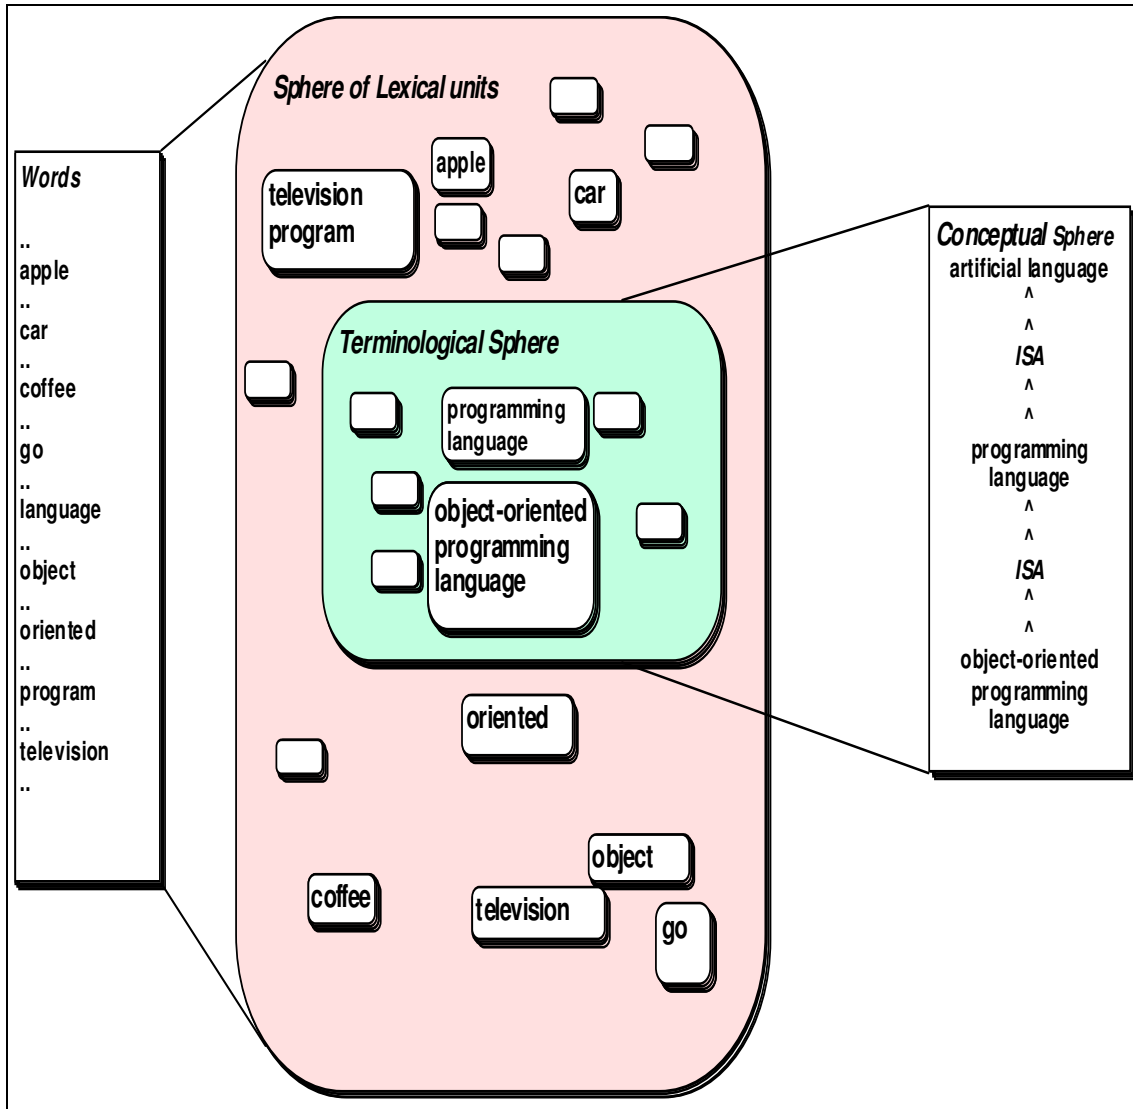 Words
..
apple
..
car
..
coffee
..
go
..
language
..
object
..
oriented
..
program
..
television
..
Sphere of Lexical units
apple
television
program
car
Terminological Sphere
programming
language
object-oriented
programming
language
oriented
object
coffee
television
go
Conceptual Sphere
artificial language
^
^
ISA
^
^
programming
language
^
^
ISA
^
^
object-oriented
programming
language